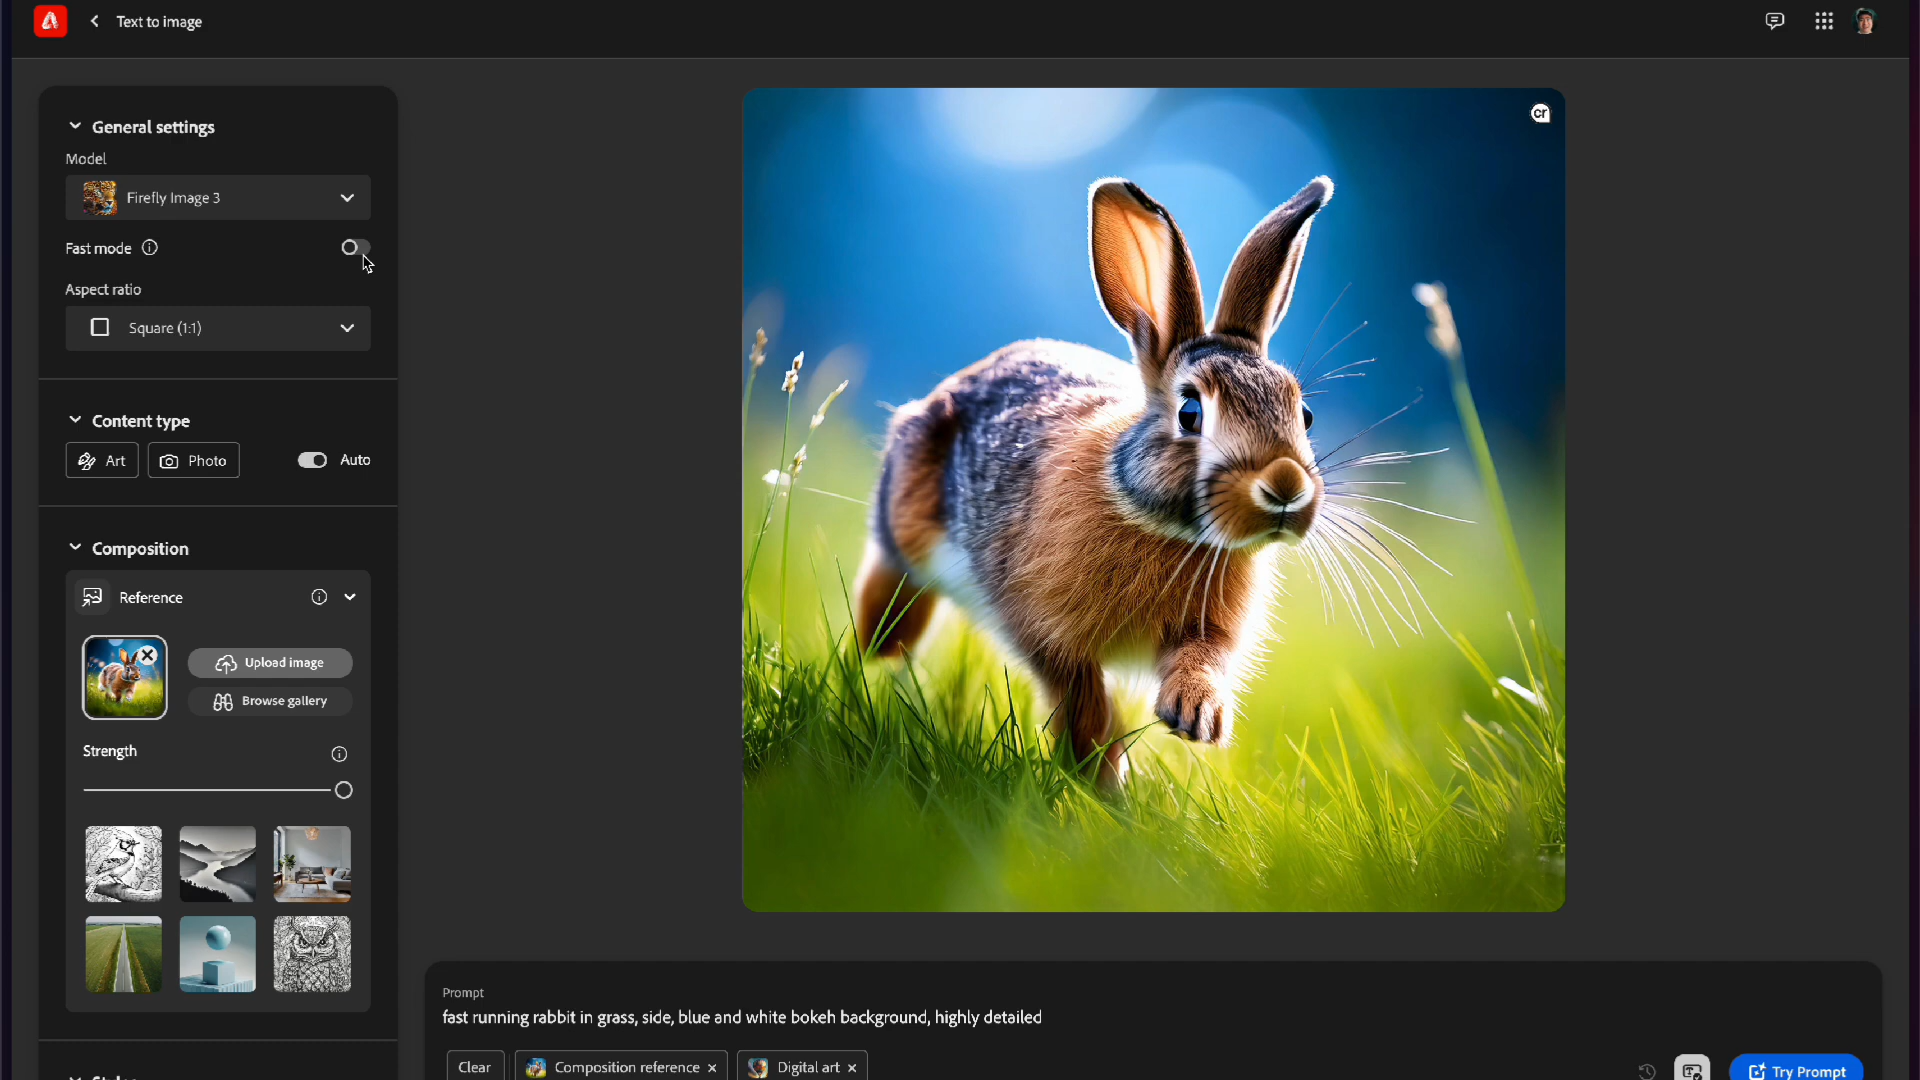 Text to image
General settings
Model
Firefly Image 3
Fast mode
Aspect ratio
Square (1:1)
Content type
Art
Photo
Auto
Composition
Reference
Upload image
Browse gallery
Strength
cr
Prompt
fast running rabbit in grass, side, blue and white bokeh background, highly detailed
Clear
Composition reference
Digital art
Try Prompt